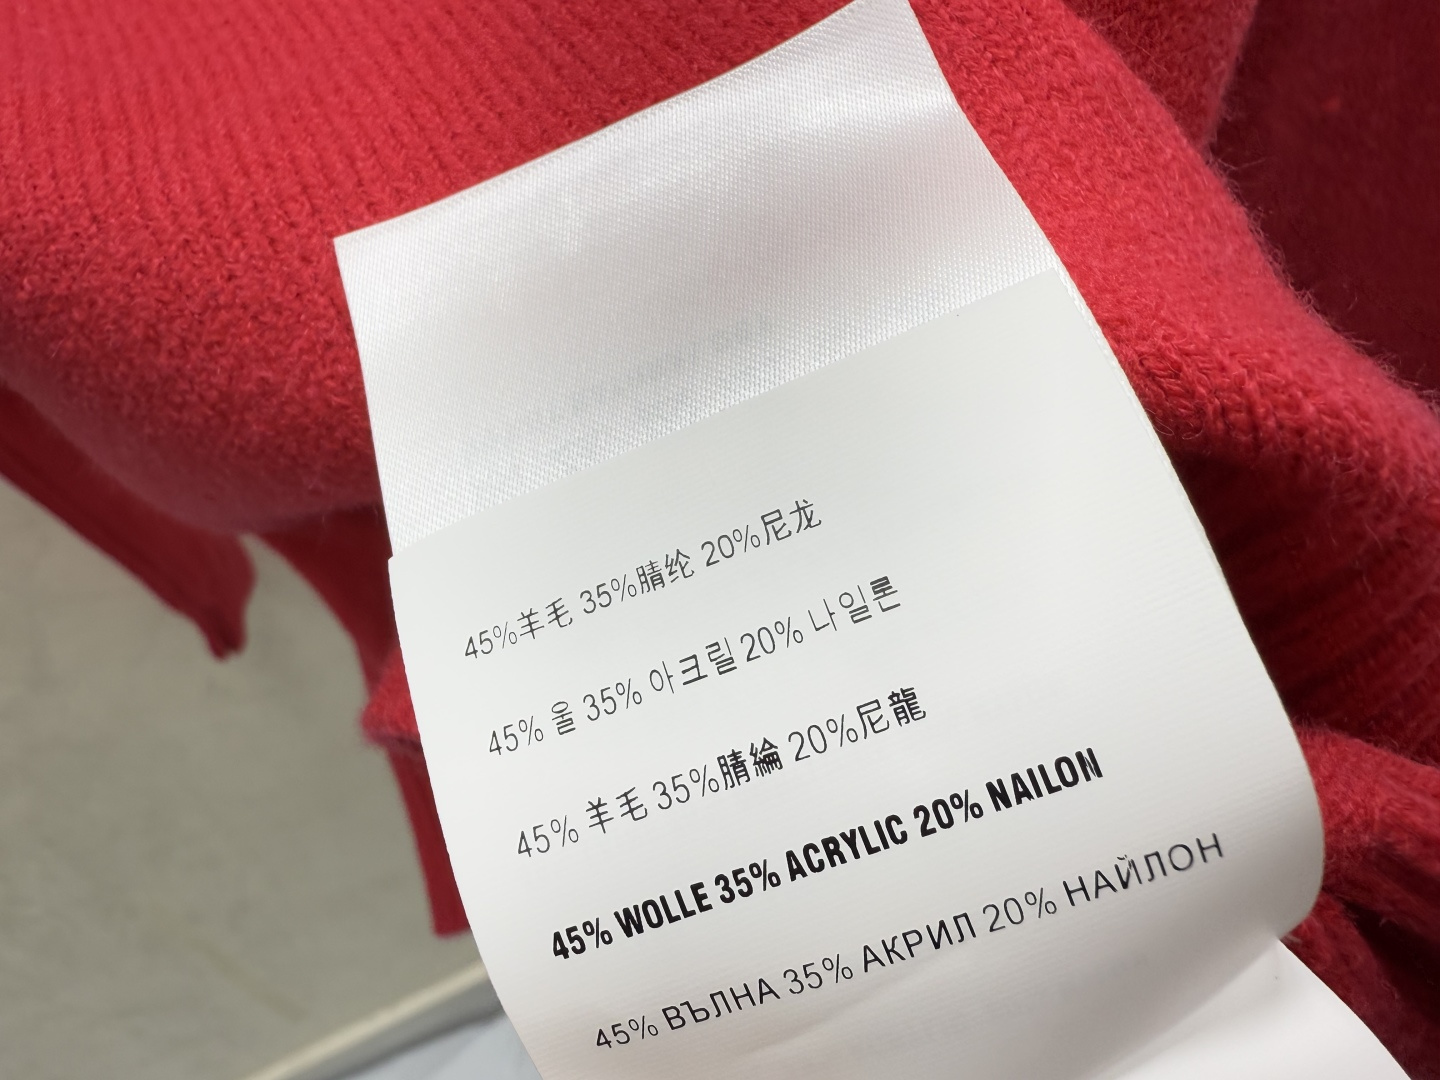 45%羊毛 35%腈纶 20%尼龙
45% 울 35% 아크릴 20% 나일론
45% 羊毛 35%腈綸 20%尼龍
45% WOLLE 35% ACRYLIC 20% NAILON
45% ВЪЛНА 35% АКРИЛ 20% НАЙЛОН